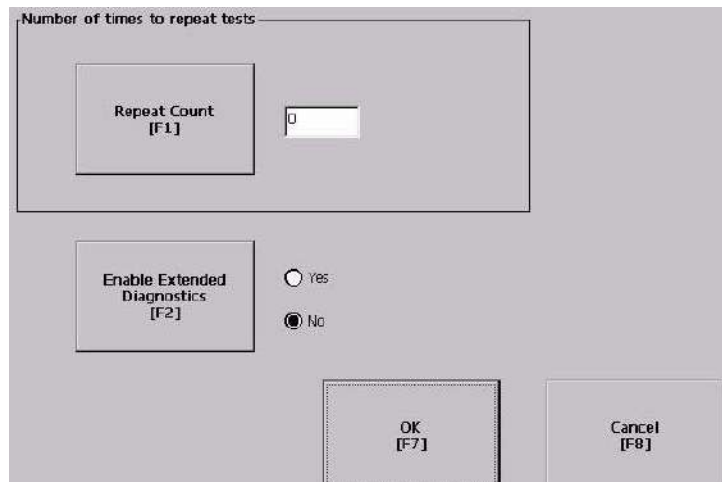 Number of times to repeat tests
Repeat Count
[F1]
0
Enable Extended
Diagnostics
[F2]
Yes
No
OK
[F7]
Cancel
[F8]